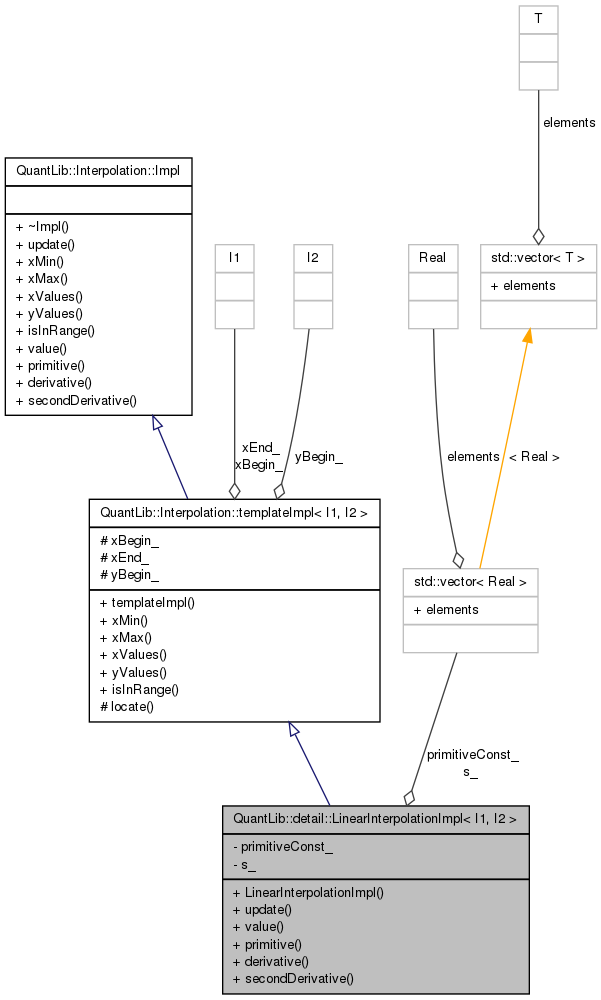 T
elements
QuantLib::Interpolation::Impl
+ ~Impl()
+ update()
+ xMin()
+ xMax()
+ xValues()
+ yValues()
+ isInRange()
+ value()
+ primitive()
+ derivative()
+ secondDerivative()
I1
I2
Real
std::vector< T >
+ elements
xEnd_
xBegin_
yBegin_
elements
< Real >
QuantLib::Interpolation::templateImpl< I1, I2 >
# xBegin_
# xEnd_
# yBegin_
+ templateImpl()
+ xMin()
+ xMax()
+ xValues()
+ yValues()
+ isInRange()
# locate()
std::vector< Real >
+ elements
primitiveConst_
s_
QuantLib::detail::LinearInterpolationImpl< I1, I2 >
- primitiveConst_
- s_
+ LinearInterpolationImpl()
+ update()
+ value()
+ primitive()
+ derivative()
+ secondDerivative()